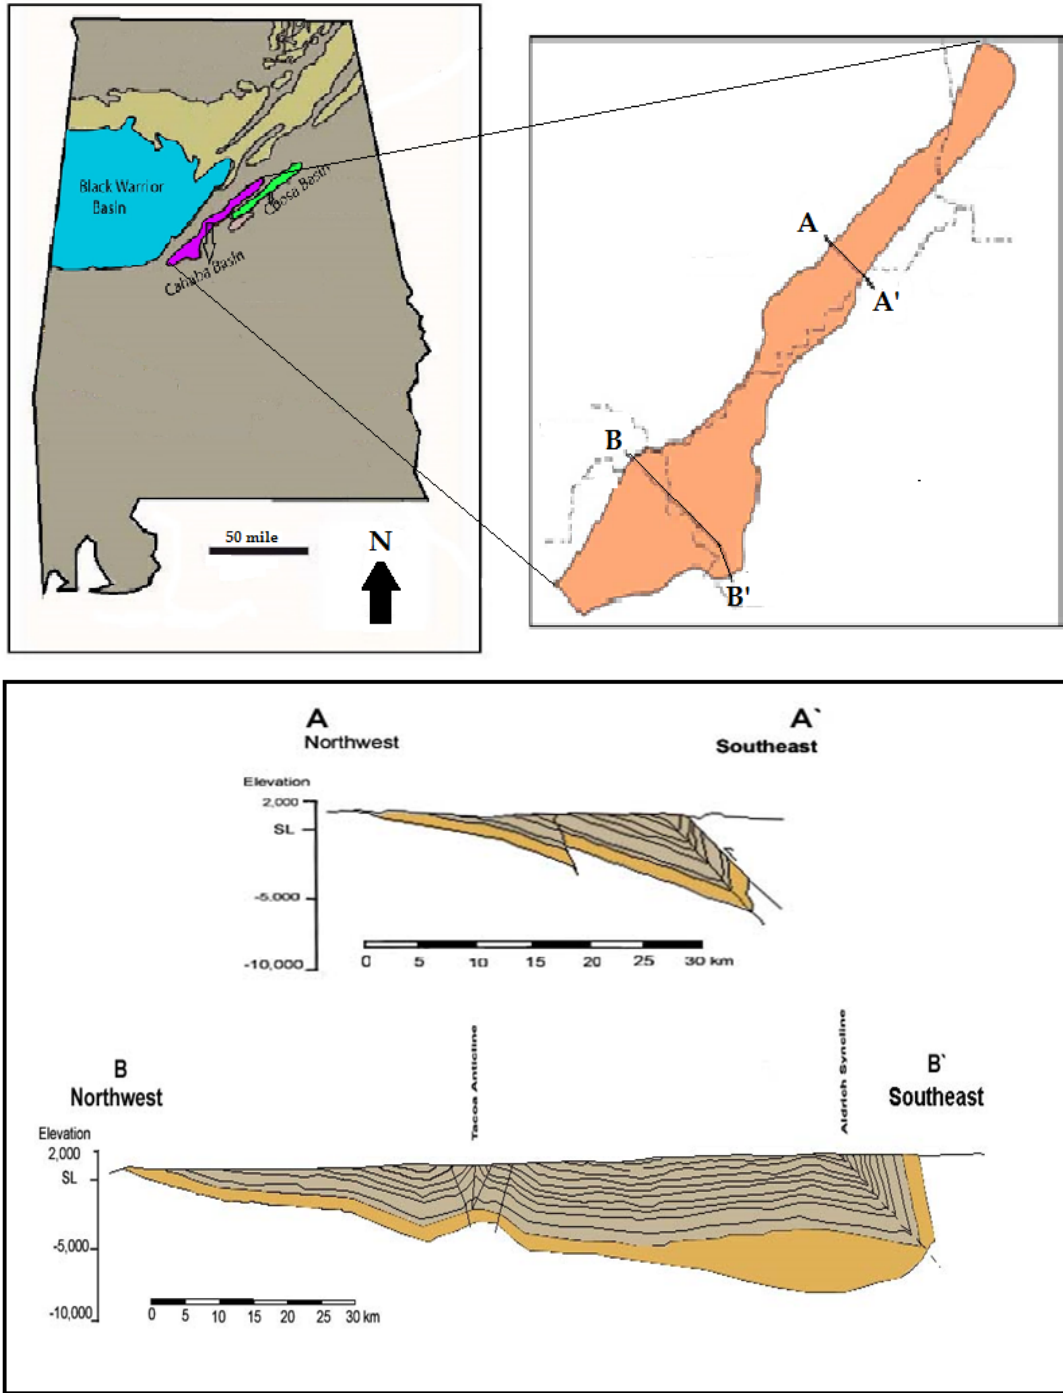 Black Warrior
Basin
Coosa Basin
Cahaba Basin
50 mile
N
A
A'
B
B'
A
Northwest
A`
Southeast
Elevation
2,000
SL
-5,000
-10,000
0 5 10 15 20 25 30 km
Tacoa Anticline
Aldrich Syncline
B
Northwest
B`
Southeast
Elevation
2,000
SL
-5,000
-10,000
0 5 10 15 20 25 30 km